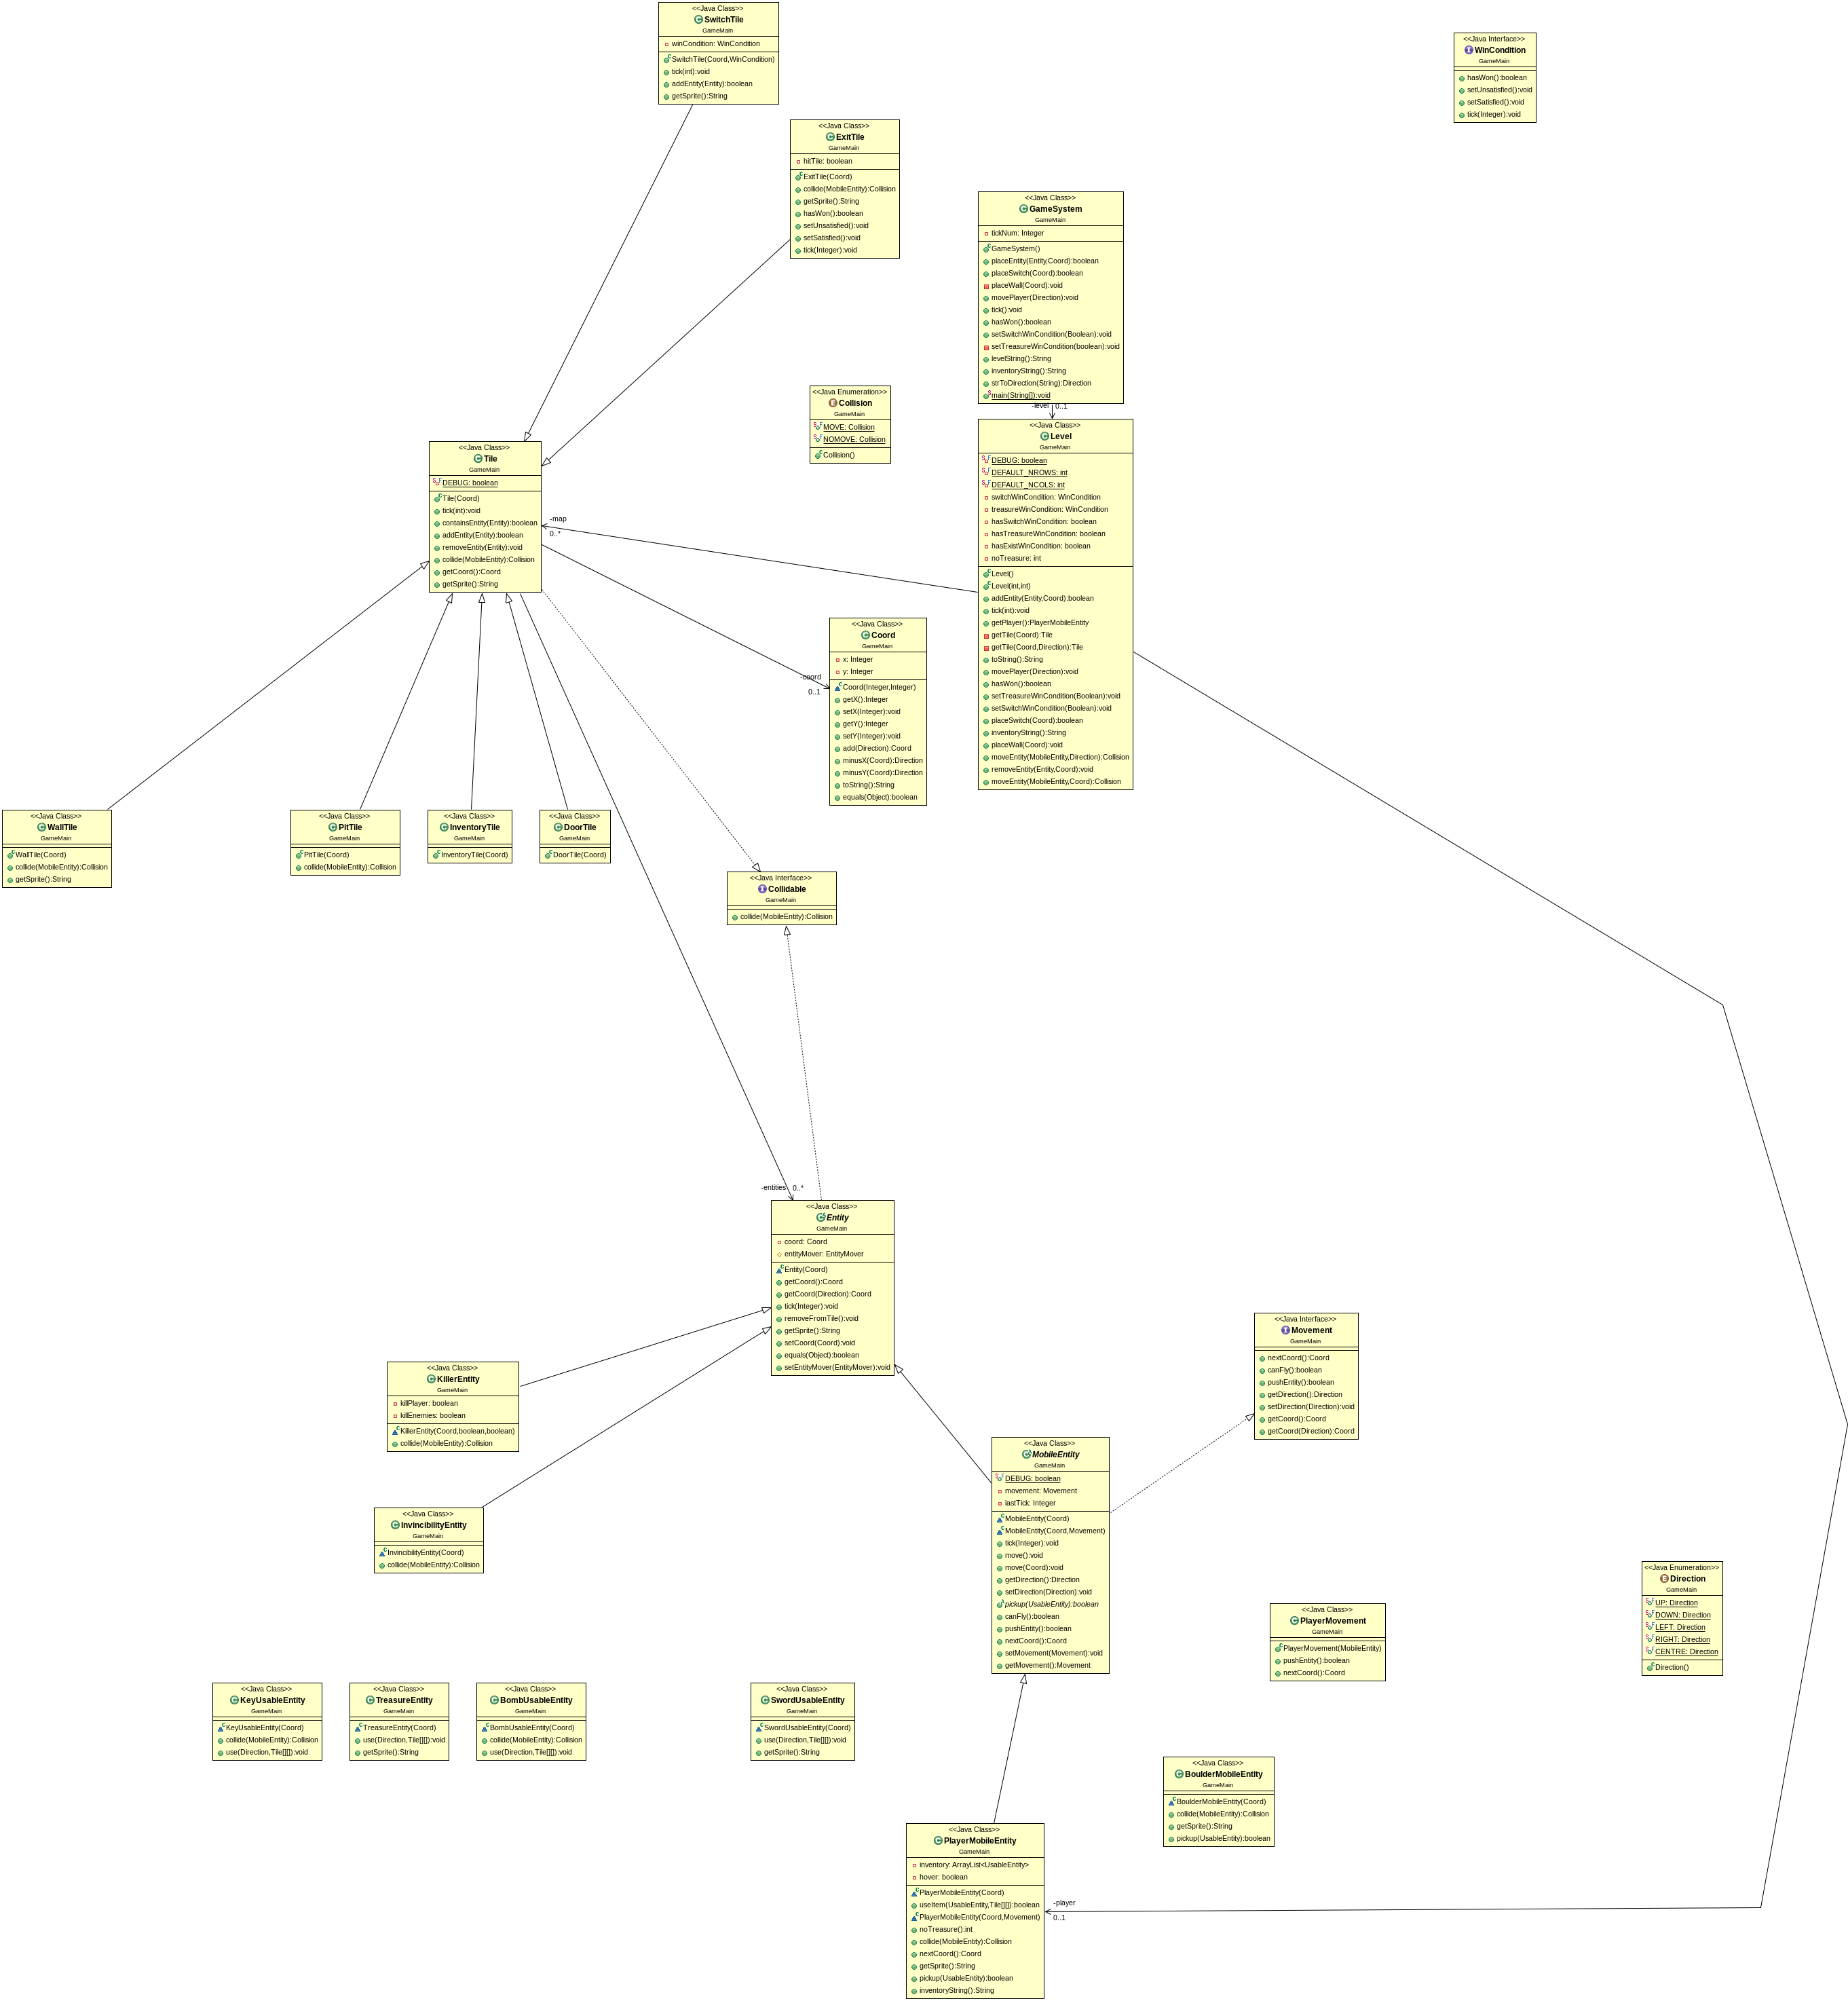 <<Java Class>>
SwitchTile
GameMain
winCondition: WinCondition
SwitchTile(Coord,WinCondition)
tick(int):void
addEntity(Entity):boolean
getSprite():String
<<Java Interface>>
WinCondition
GameMain
hasWon():boolean
setUnsatisfied():void
setSatisfied():void
tick(Integer):void
<<Java Class>>
ExitTile
GameMain
hitTile: boolean
ExitTile(Coord)
collide(MobileEntity):Collision
getSprite():String
hasWon():boolean
setUnsatisfied():void
setSatisfied():void
tick(Integer):void
<<Java Class>>
GameSystem
GameMain
tickNum: Integer
GameSystem()
placeEntity(Entity,Coord):boolean
placeSwitch(Coord):boolean
placeWall(Coord):void
movePlayer(Direction):void
tick():void
hasWon():boolean
setSwitchWinCondition(Boolean):void
setTreasureWinCondition(boolean):void
levelString():String
inventoryString():String
strToDirection(String):Direction
main(String[]):void
-level 0..1
<<Java Enumeration>>
Collision
GameMain
MOVE: Collision
NOMOVE: Collision
Collision()
<<Java Class>>
Level
GameMain
DEBUG: boolean
DEFAULT_NROWS: int
DEFAULT_NCOLS: int
switchWinCondition: WinCondition
treasureWinCondition: WinCondition
hasSwitchWinCondition: boolean
hasTreasureWinCondition: boolean
hasExistWinCondition: boolean
noTreasure: int
Level()
Level(int,int)
addEntity(Entity,Coord):boolean
tick(int):void
getPlayer():PlayerMobileEntity
getTile(Coord):Tile
getTile(Coord,Direction):Tile
toString():String
movePlayer(Direction):void
hasWon():boolean
setTreasureWinCondition(Boolean):void
setSwitchWinCondition(Boolean):void
placeSwitch(Coord):boolean
inventoryString():String
placeWall(Coord):void
moveEntity(MobileEntity,Direction):Collision
removeEntity(Entity,Coord):void
moveEntity(MobileEntity,Coord):Collision
<<Java Class>>
Tile
GameMain
DEBUG: boolean
Tile(Coord)
tick(int):void
containsEntity(Entity):boolean
addEntity(Entity):boolean
removeEntity(Entity):void
collide(MobileEntity):Collision
getCoord():Coord
getSprite():String
-map
0..*
<<Java Class>>
Coord
GameMain
x: Integer
y: Integer
Coord(Integer,Integer)
getX():Integer
setX(Integer):void
getY():Integer
setY(Integer):void
add(Direction):Coord
minusX(Coord):Direction
minusY(Coord):Direction
toString():String
equals(Object):boolean
-coord
0..1
<<Java Class>>
WallTile
GameMain
WallTile(Coord)
collide(MobileEntity):Collision
getSprite():String
<<Java Class>>
PitTile
GameMain
PitTile(Coord)
collide(MobileEntity):Collision
<<Java Class>>
InventoryTile
GameMain
InventoryTile(Coord)
<<Java Class>>
DoorTile
GameMain
DoorTile(Coord)
<<Java Interface>>
Collidable
GameMain
collide(MobileEntity):Collision
-entities 0..*
<<Java Class>>
Entity
GameMain
coord: Coord
entityMover: EntityMover
Entity(Coord)
getCoord():Coord
getCoord(Direction):Coord
tick(Integer):void
removeFromTile():void
getSprite():String
setCoord(Coord):void
equals(Object):boolean
setEntityMover(EntityMover):void
<<Java Class>>
KillerEntity
GameMain
killPlayer: boolean
killEnemies: boolean
KillerEntity(Coord,boolean,boolean)
collide(MobileEntity):Collision
<<Java Interface>>
Movement
GameMain
nextCoord():Coord
canFly():boolean
pushEntity():boolean
getDirection():Direction
setDirection(Direction):void
getCoord():Coord
getCoord(Direction):Coord
<<Java Class>>
MobileEntity
GameMain
DEBUG: boolean
movement: Movement
lastTick: Integer
MobileEntity(Coord)
MobileEntity(Coord,Movement)
tick(Integer):void
move():void
move(Coord):void
getDirection():Direction
setDirection(Direction):void
pickup(UsableEntity):boolean
canFly():boolean
pushEntity():boolean
nextCoord():Coord
setMovement(Movement):void
getMovement():Movement
<<Java Class>>
InvincibilityEntity
GameMain
InvincibilityEntity(Coord)
collide(MobileEntity):Collision
<<Java Enumeration>>
Direction
GameMain
UP: Direction
DOWN: Direction
LEFT: Direction
RIGHT: Direction
CENTRE: Direction
Direction()
<<Java Class>>
PlayerMovement
GameMain
PlayerMovement(MobileEntity)
pushEntity():boolean
nextCoord():Coord
<<Java Class>>
KeyUsableEntity
GameMain
KeyUsableEntity(Coord)
collide(MobileEntity):Collision
use(Direction,Tile[][]):void
<<Java Class>>
TreasureEntity
GameMain
TreasureEntity(Coord)
use(Direction,Tile[][]):void
getSprite():String
<<Java Class>>
BombUsableEntity
GameMain
BombUsableEntity(Coord)
collide(MobileEntity):Collision
use(Direction,Tile[][]):void
<<Java Class>>
SwordUsableEntity
GameMain
SwordUsableEntity(Coord)
use(Direction,Tile[][]):void
getSprite():String
<<Java Class>>
BoulderMobileEntity
GameMain
BoulderMobileEntity(Coord)
collide(MobileEntity):Collision
getSprite():String
pickup(UsableEntity):boolean
<<Java Class>>
PlayerMobileEntity
GameMain
inventory: ArrayList<UsableEntity>
hover: boolean
PlayerMobileEntity(Coord)
useItem(UsableEntity,Tile[][]):boolean
PlayerMobileEntity(Coord,Movement)
noTreasure():int
collide(MobileEntity):Collision
nextCoord():Coord
getSprite():String
pickup(UsableEntity):boolean
inventoryString():String
-player
0..1